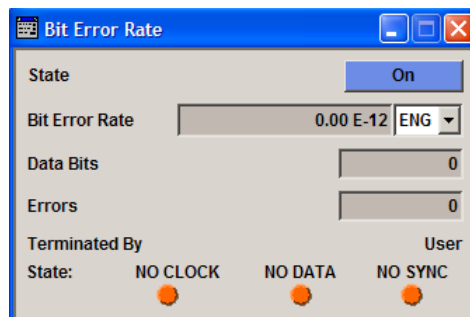 Bit Error Rate
State On
Bit Error Rate 0.00 E-12 ENG
Data Bits 0
Errors 0
Terminated By User
State: NO CLOCK NO DATA NO SYNC